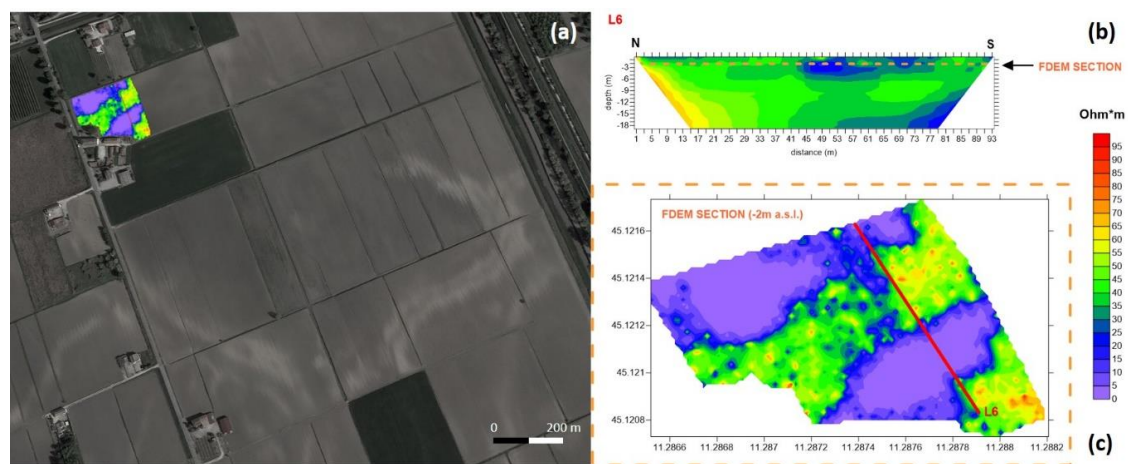 (a)
0 200 m
L6
(b)
N S
FDEM SECTION
depth (m)
-3
-6
-9
-12
-15
-18
1 5 7 9 13 17 21 25 29 33 37 41 45 49 53 57 61 65 69 73 77 81 85 89 93
distance (m)
Ohm*m
95
90
85
80
75
70
65
60
55
50
45
40
35
30
25
20
15
10
5
0
FDEM SECTION (-2m a.s.l.)
45.1216
45.1214
45.1212
45.121
45.1208
L6
11.2866 11.2868 11.287 11.2872 11.2874 11.2876 11.2878 11.288 11.2882
(c)